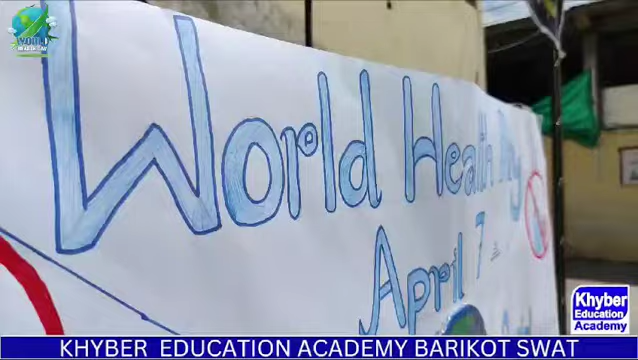 World Health Day
April 7
Khyber
Education
Academy
KHYBER EDUCATION ACADEMY BARIKOT SWAT